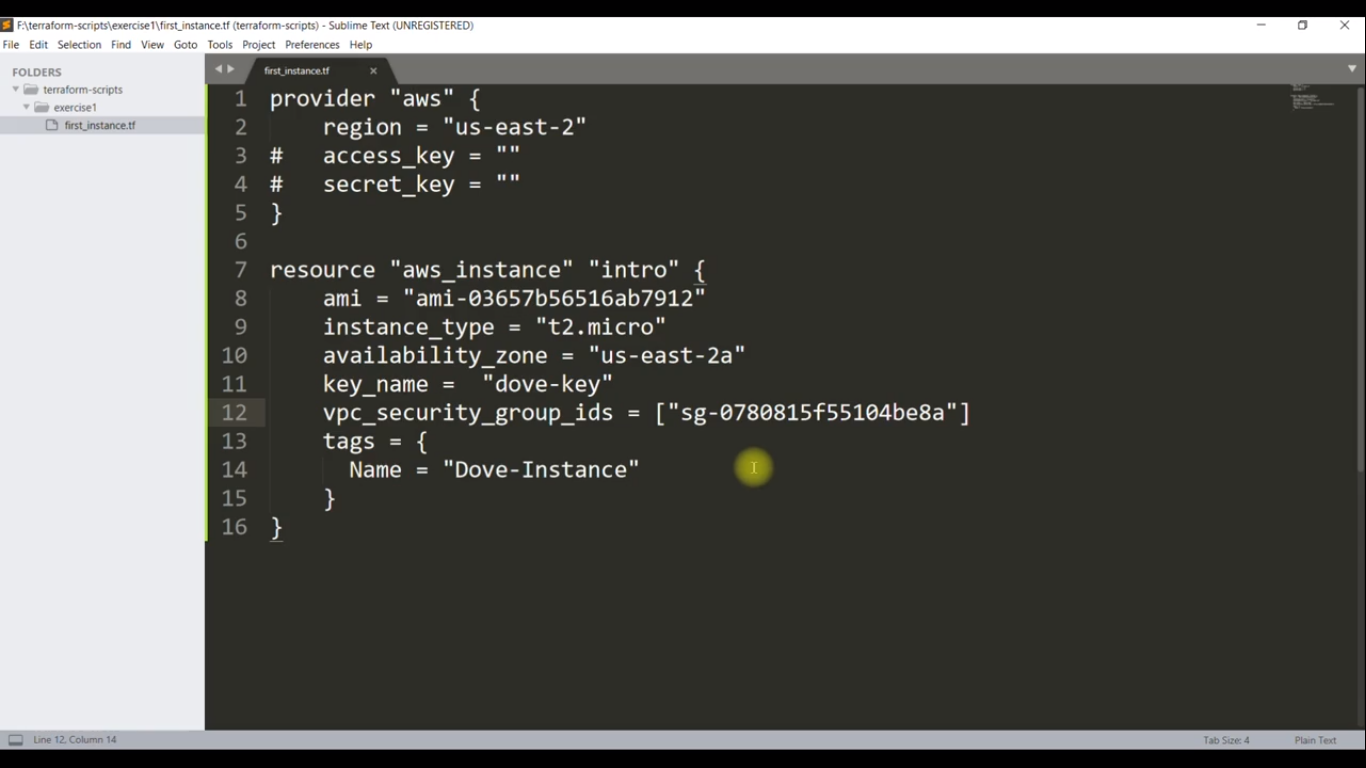 F:\terraform-scripts\exercise1\first_instance.tf (terraform-scripts) - Sublime Text (UNREGISTERED)
File Edit Selection Find View Goto Tools Project Preferences Help
FOLDERS
terraform-scripts
exercise1
first_instance.tf
first_instance.tf
1 provider "aws" {
2     region = "us-east-2"
3 #   access_key = ""
4 #   secret_key = ""
5 }
6
7 resource "aws_instance" "intro" {
8     ami = "ami-03657b56516ab7912"
9     instance_type = "t2.micro"
10     availability_zone = "us-east-2a"
11     key_name =  "dove-key"
12     vpc_security_group_ids = ["sg-0780815f55104be8a"]
13     tags = {
14       Name = "Dove-Instance"
15     }
16 }
Line 12, Column 14
Tab Size: 4
Plain Text